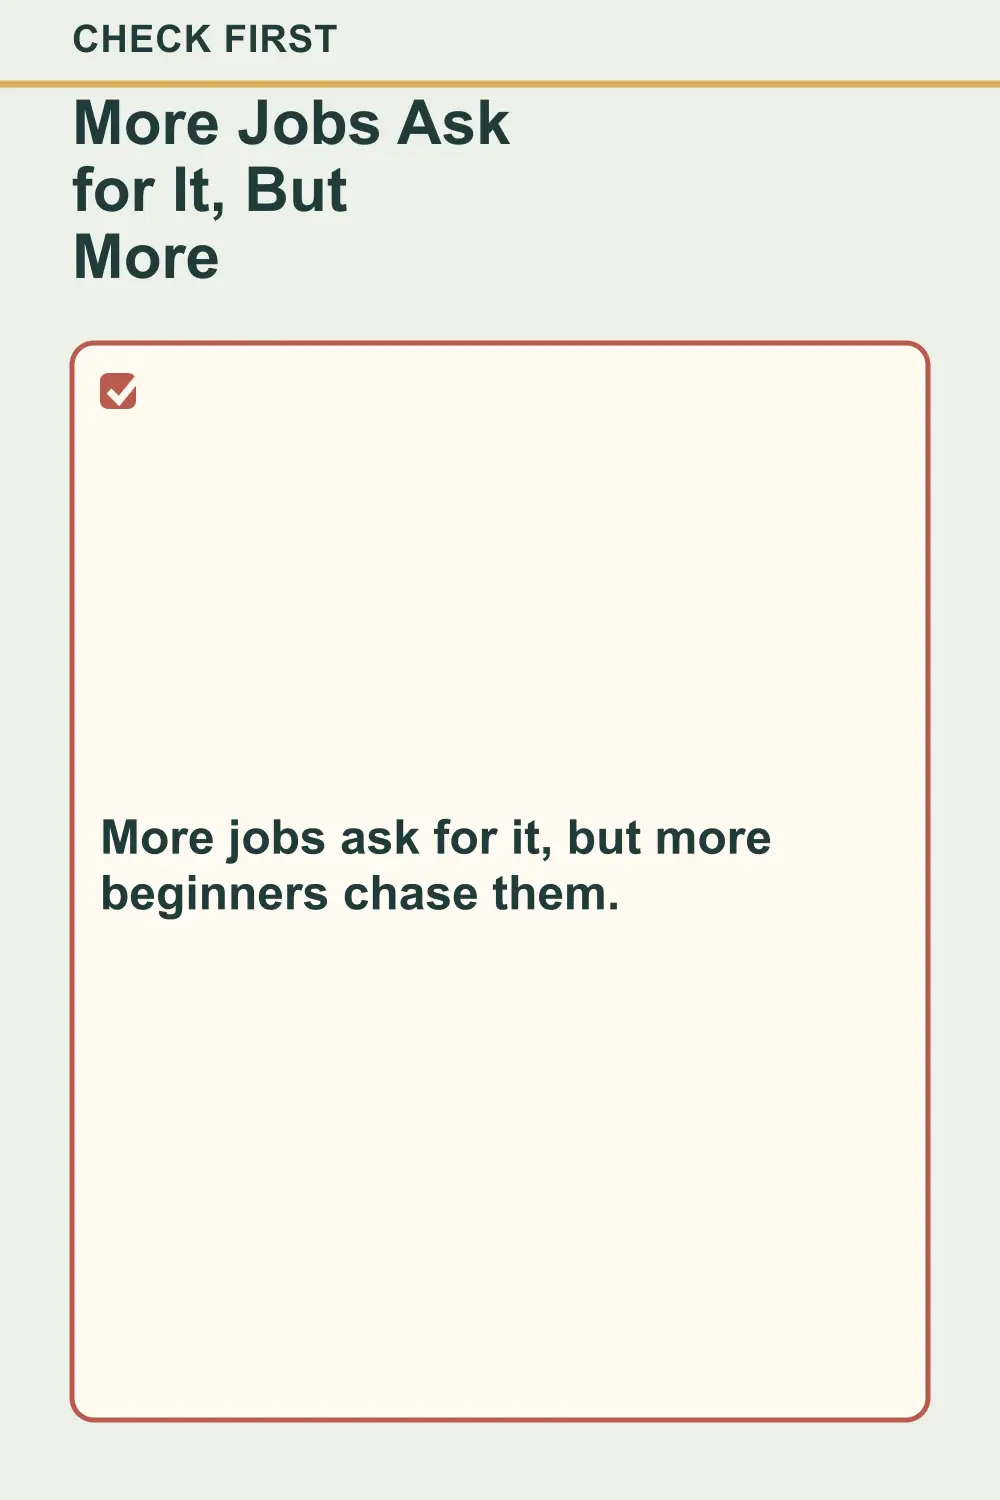 CHECK FIRST
More Jobs Ask
for It, But
More
More jobs ask for it, but more
beginners chase them.